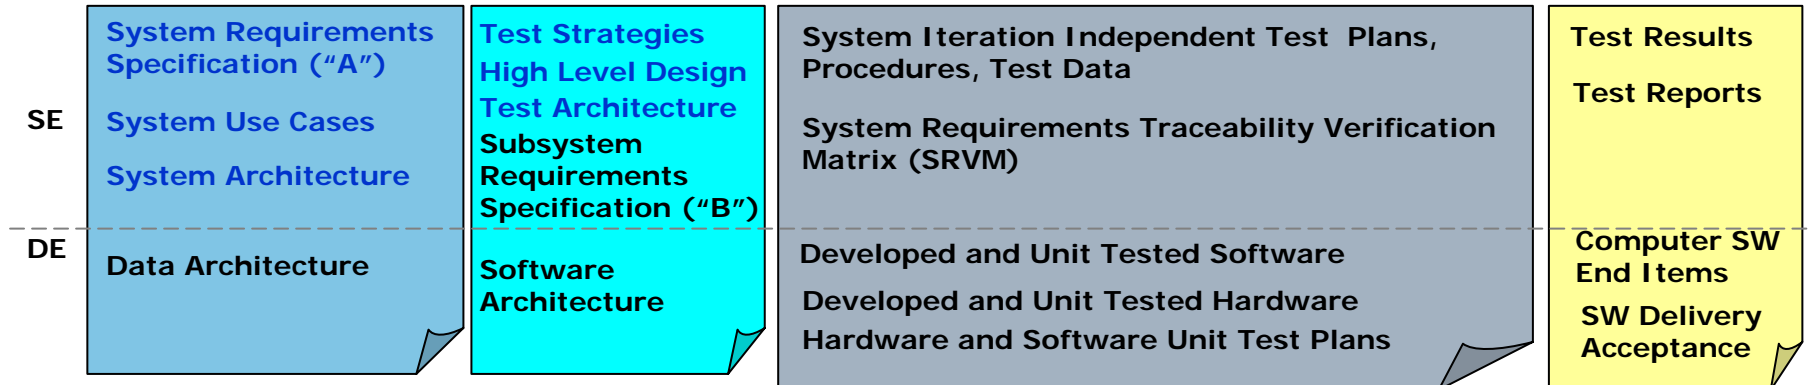 SE
DE
System Requirements
Specification (“A”)
System Use Cases
System Architecture
Data Architecture
Test Strategies
High Level Design
Test Architecture
Subsystem
Requirements
Specification (“B”)
Software
Architecture
System Iteration Independent Test Plans,
Procedures, Test Data
System Requirements Traceability Verification
Matrix (SRVM)
Developed and Unit Tested Software
Developed and Unit Tested Hardware
Hardware and Software Unit Test Plans
Test Results
Test Reports
Computer SW
End Items
SW Delivery
Acceptance